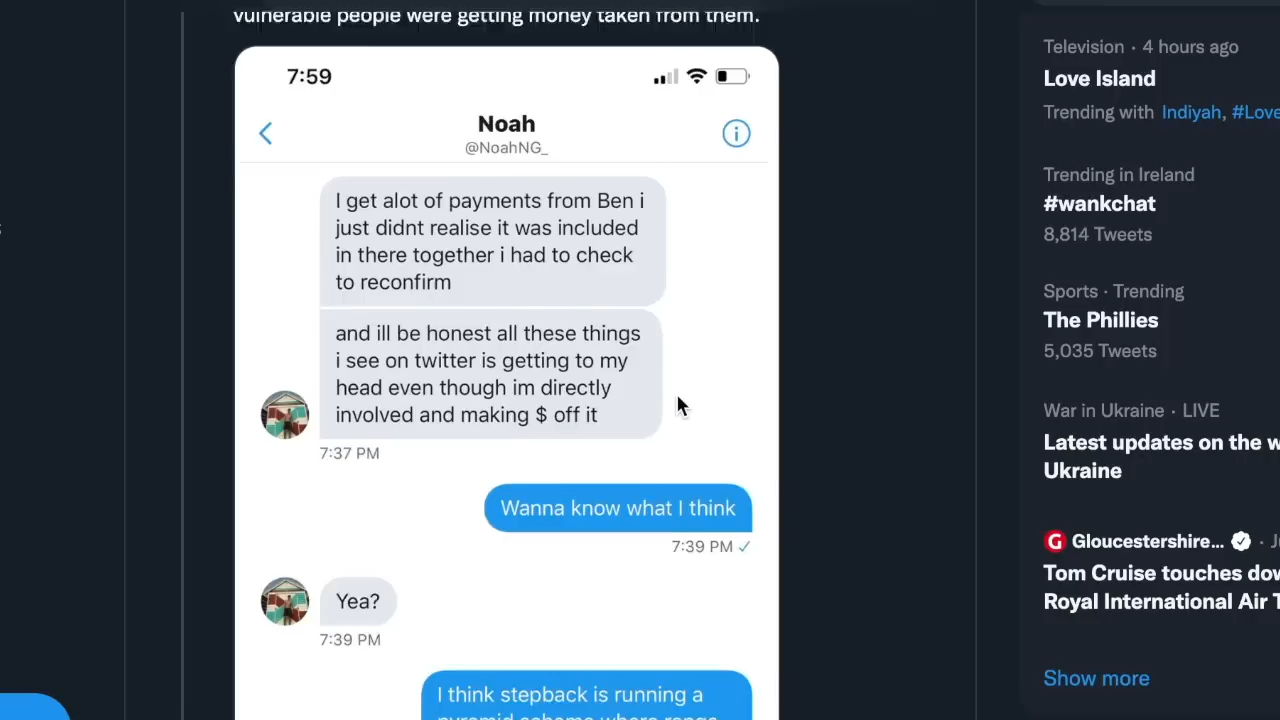 vulnerable people were getting money taken from them.
7:59
Noah
@NoahNG_
I get alot of payments from Ben i
just didnt realise it was included
in there together i had to check
to reconfirm
and ill be honest all these things
i see on twitter is getting to my
head even though im directly
involved and making $ off it
7:37 PM
Wanna know what I think
7:39 PM
Yea?
7:39 PM
I think stepback is running a
pyramid scheme where
Television · 4 hours ago
Love Island
Trending with Indiyah, #Love
Trending in Ireland
#wankchat
8,814 Tweets
Sports · Trending
The Phillies
5,035 Tweets
War in Ukraine · LIVE
Latest updates on the w
Ukraine
Gloucestershire... ·
Tom Cruise touches dow
Royal International Air T
Show more